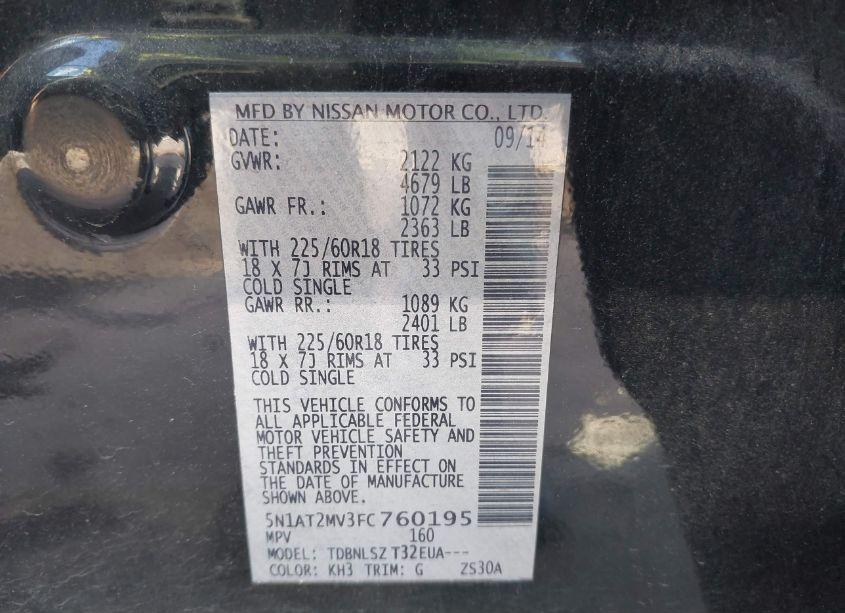 MFD BY NISSAN MOTOR CO., LTD.
DATE: 09/14
GVWR: 2122 KG
4679 LB
GAWR FR.: 1072 KG
2363 LB
WITH 225/60R18 TIRES
18 X 7J RIMS AT 33 PSI
COLD SINGLE
GAWR RR.: 1089 KG
2401 LB
WITH 225/60R18 TIRES
18 X 7J RIMS AT 33 PSI
COLD SINGLE
THIS VEHICLE CONFORMS TO
ALL APPLICABLE FEDERAL
MOTOR VEHICLE SAFETY AND
THEFT PREVENTION
STANDARDS IN EFFECT ON
THE DATE OF MANUFACTURE
SHOWN ABOVE.
5N1AT2MV3FC760195
MPV 160
MODEL: TDBNLSZ T32EUA---
COLOR: KH3 TRIM: G ZS30A